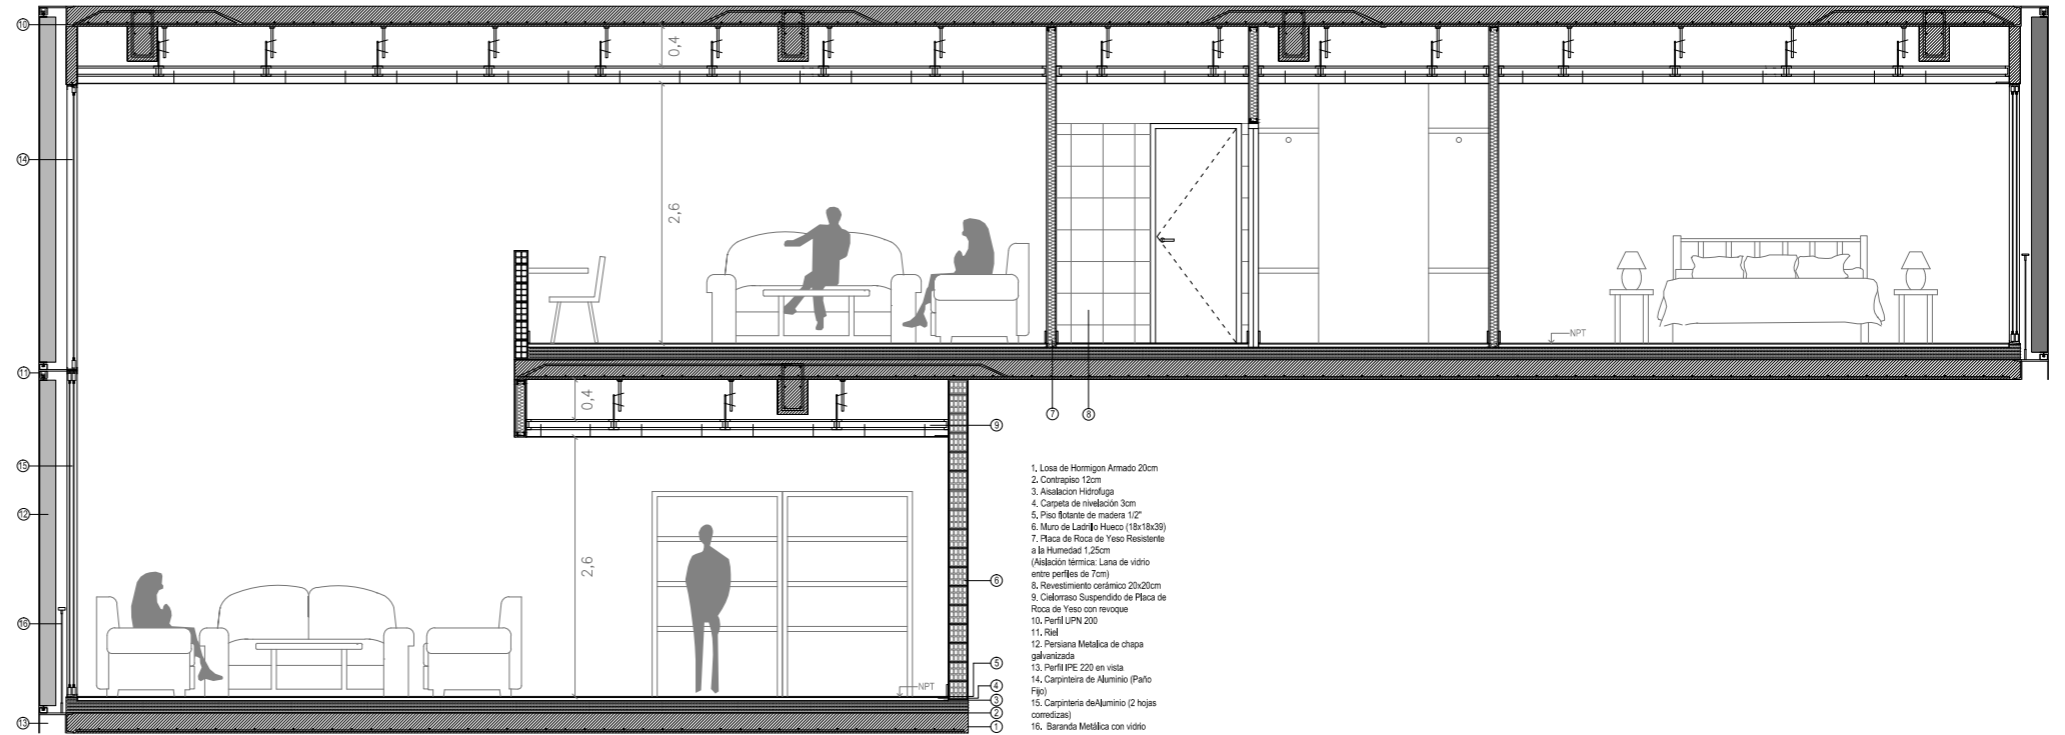 10
0,4
14
2,6
NPT
11
0,4
7
8
9
15
12
2,6
6
16
5
NPT
4
3
13
2
1
1. Losa de Hormigon Armado 20cm
2. Contrapiso 12cm
3. Aisalacion Hidrofuga
4. Carpeta de nivelación 3cm
5. Piso flotante de madera 1/2"
6. Muro de Ladrillo Hueco (18x18x39)
7. Placa de Roca de Yeso Resistente
a la Humedad 1,25cm
(Aislación térmica: Lana de vidrio
entre perfiles de 7cm)
8. Revestimiento cerámico 20x20cm
9. Cielorraso Suspendido de Placa de
Roca de Yeso con revoque
10. Perfil UPN 200
11. Riel
12. Persiana Metalica de chapa
galvanizada
13. Perfil IPE 220 en vista
14. Carpinteira de Aluminio (Paño
Fijo)
15. Carpinteria deAluminio (2 hojas
corredizas)
16. Baranda Metálica con vidrio